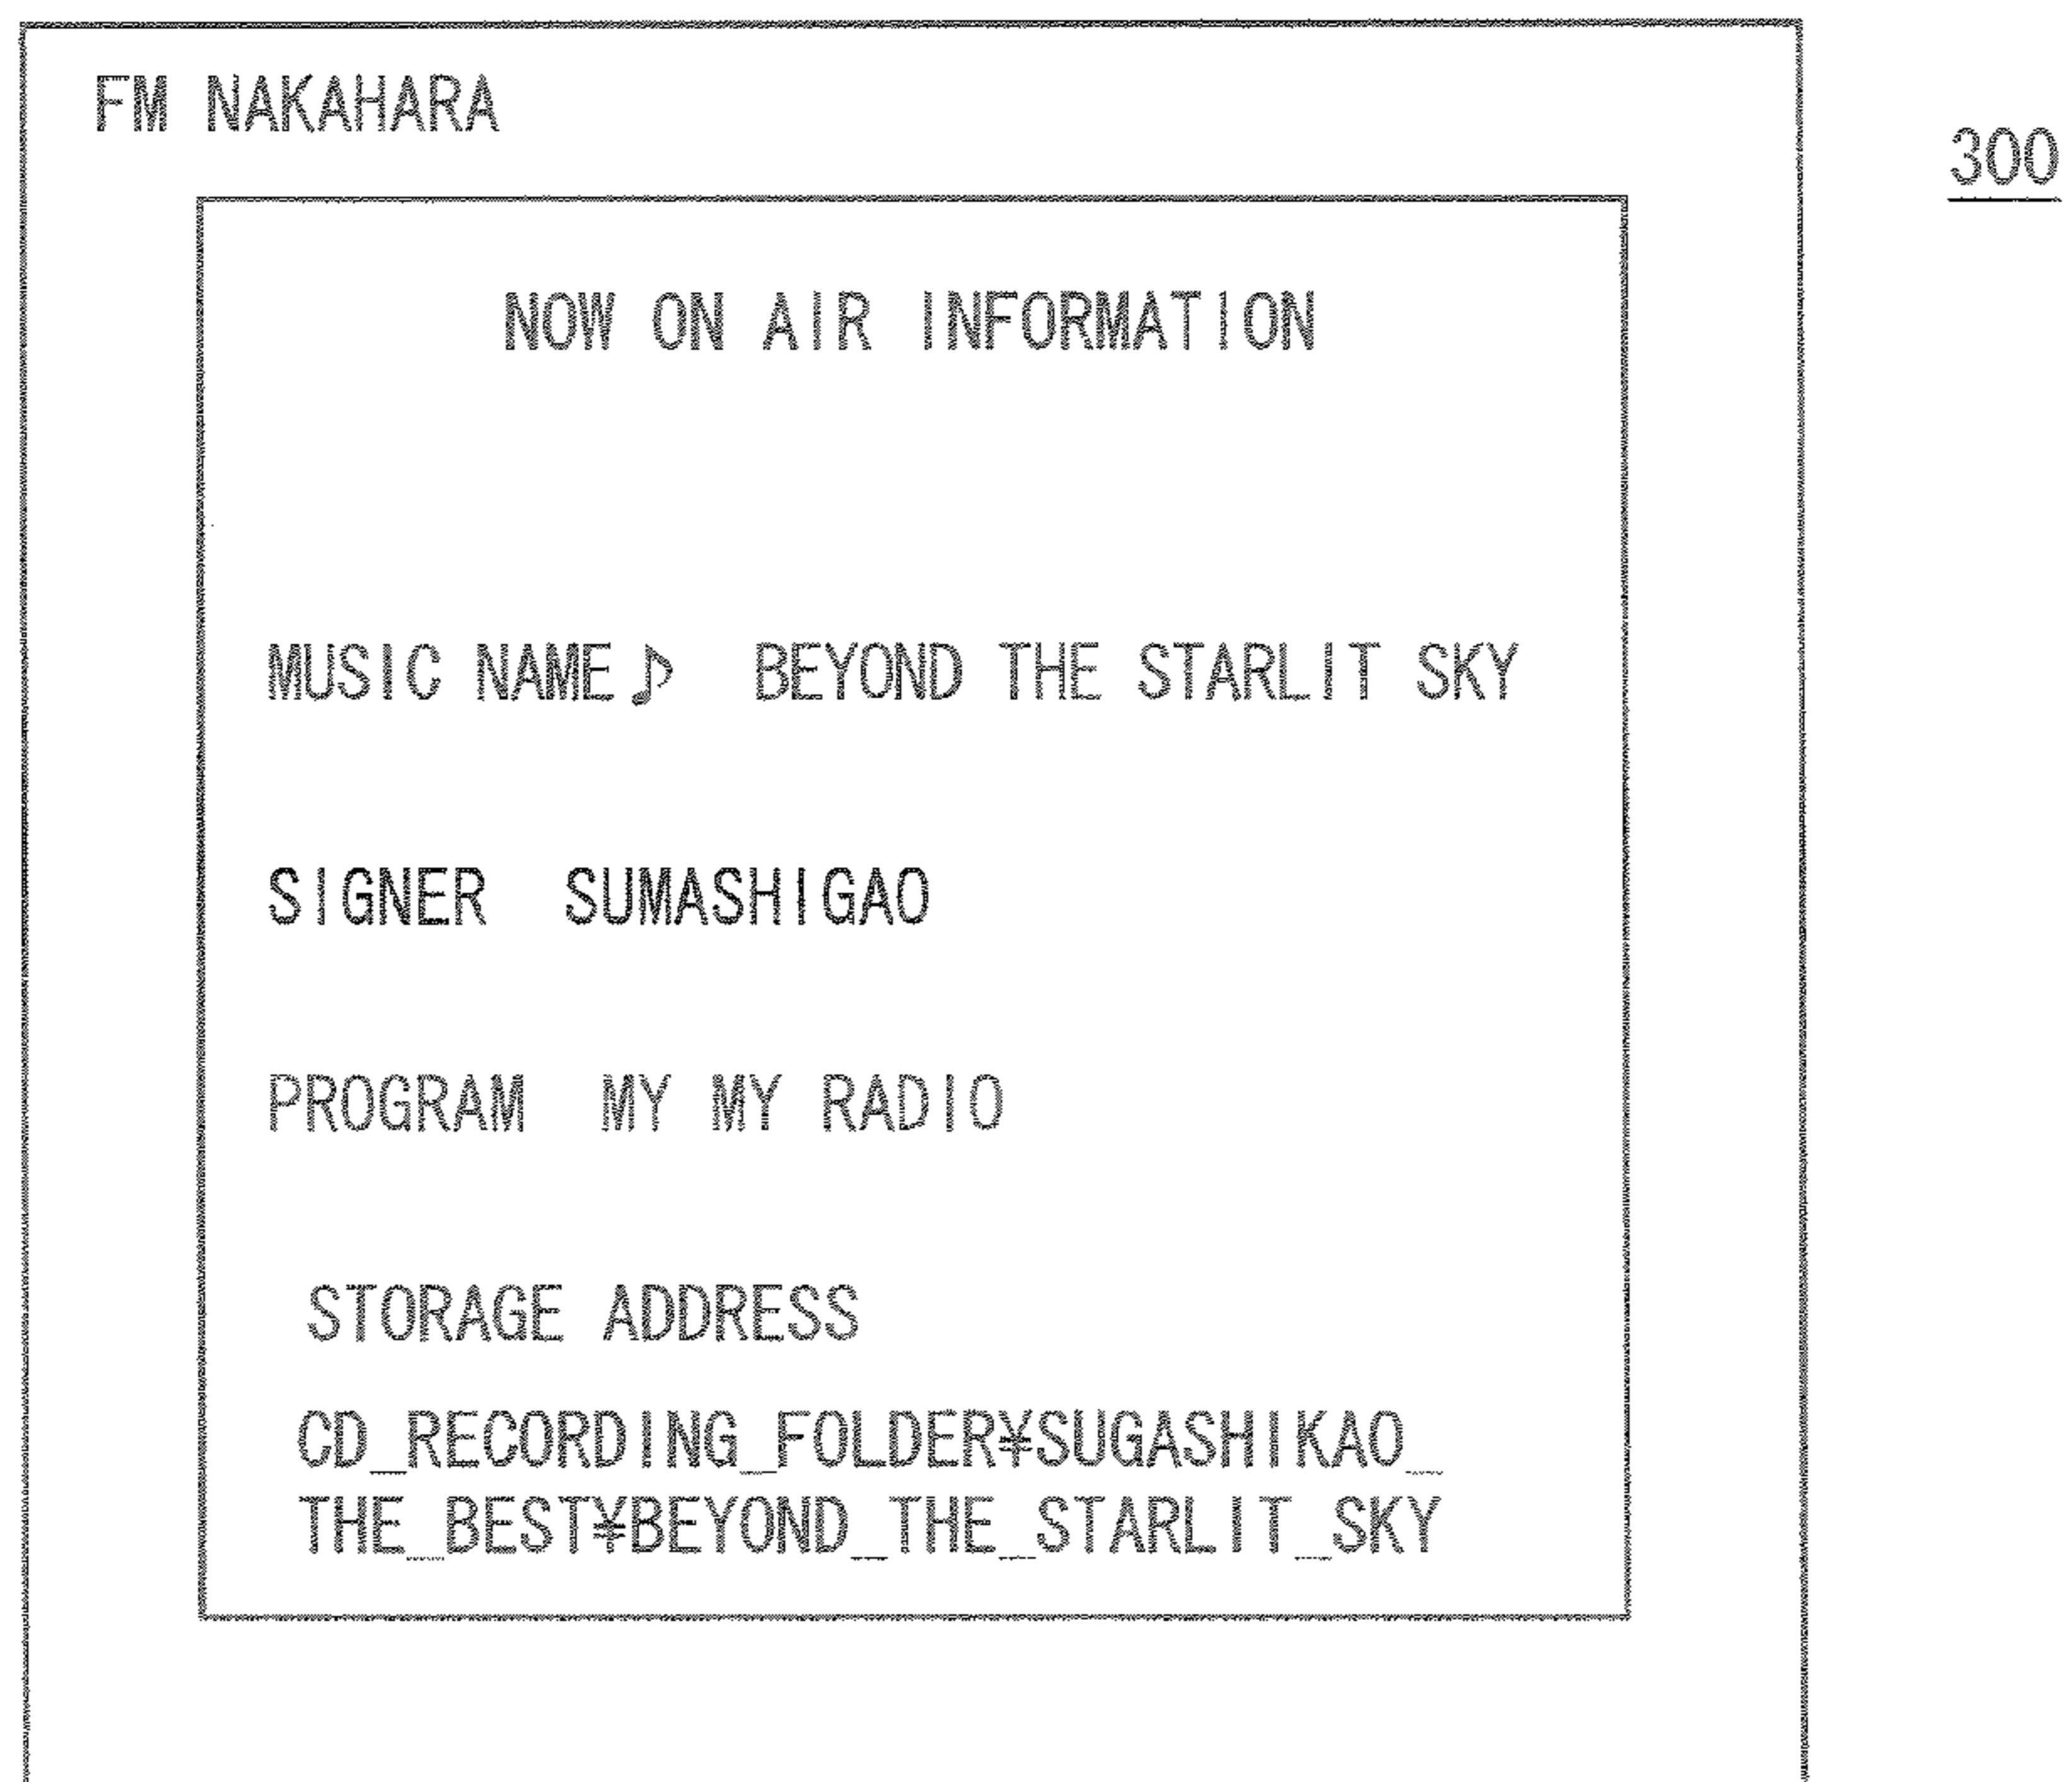 FM NAKAHARA
300
NOW ON AIR INFORMATION
MUSIC NAME♪ BEYOND THE STARLIT SKY
SIGNER SUMASHIGAO
PROGRAM MY MY RADIO
STORAGE ADDRESS
CD_RECORDING_FOLDER¥SUGASHIKAO_
THE_BEST¥BEYOND_THE_STARLIT_SKY